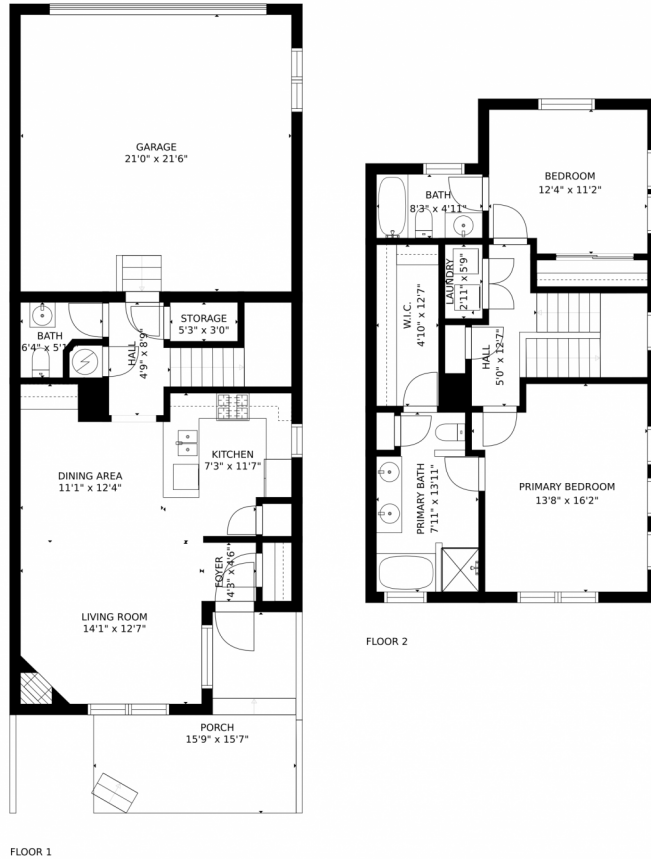 GARAGE
21'0" x 21'6"
BATH
6'4" x 5'1
HALL
4'9" x 8'9"
STORAGE
5'3" x 3'0"
KITCHEN
7'3" x 11'7"
DINING AREA
11'1" x 12'4"
FOYER
4'3" x 4'6"
LIVING ROOM
14'1" x 12'7"
PORCH
15'9" x 15'7"
FLOOR 1
BEDROOM
12'4" x 11'2"
BATH
8'3" x 4'11"
LAUNDRY
2'11" x 5'9"
W.I.C.
4'10" x 12'7"
HALL
5'0" x 12'7"
PRIMARY BATH
7'11" x 13'11"
PRIMARY BEDROOM
13'8" x 16'2"
FLOOR 2